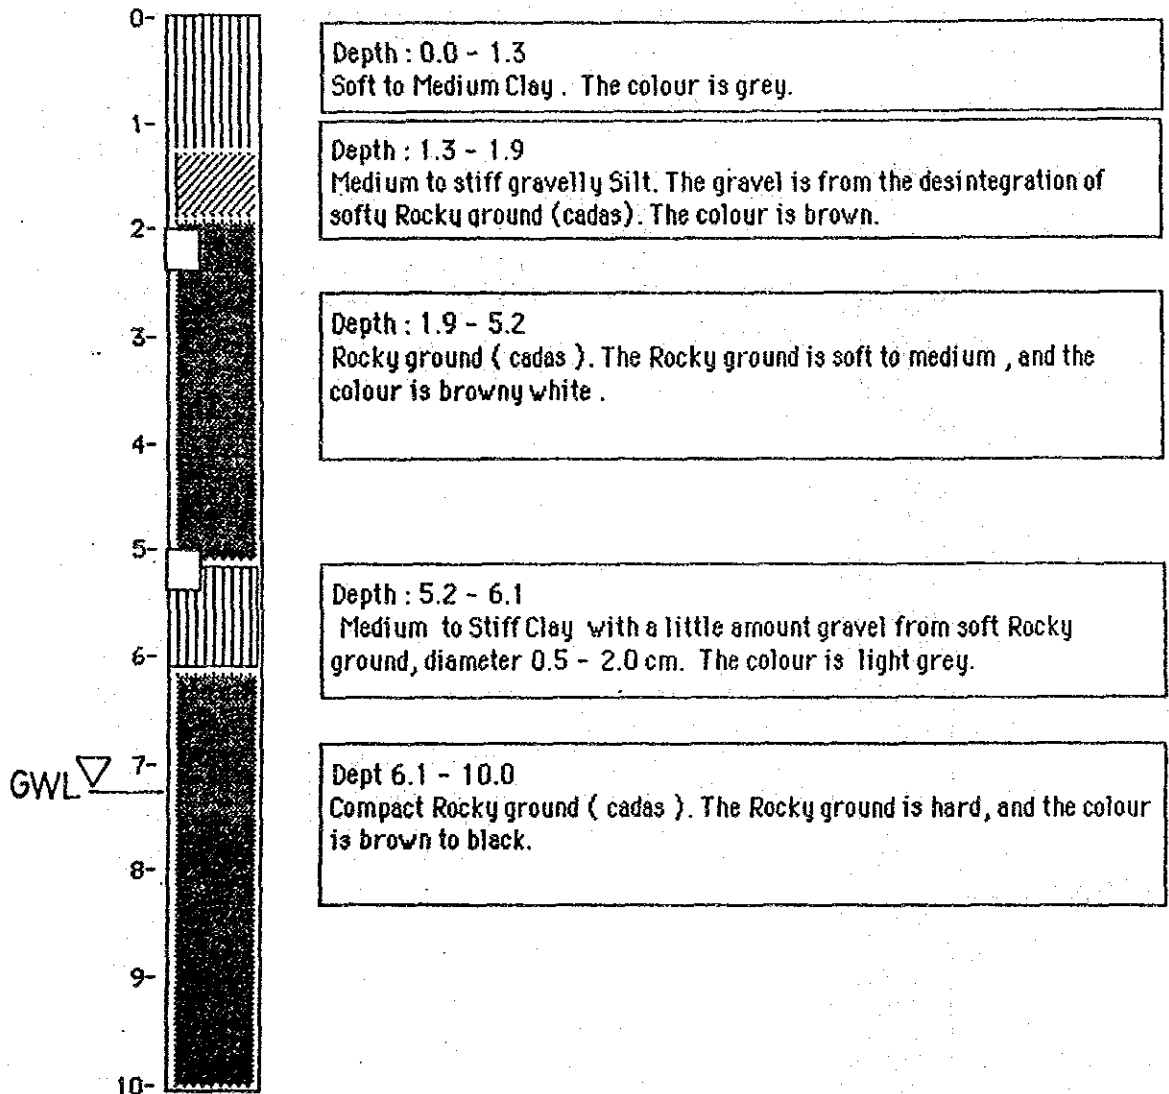 0-
Depth : 0.0 - 1.3
Soft to Medium Clay . The colour is grey.
1-
Depth : 1.3 - 1.9
Medium to stiff gravelly Silt. The gravel is from the desintegration of
softy Rocky ground (cadas). The colour is brown.
2-
Depth : 1.9 - 5.2
Rocky ground ( cadas ). The Rocky ground is soft to medium , and the
colour is browny white .
3-
4-
5-
Depth : 5.2 - 6.1
Medium to Stiff Clay with a little amount gravel from soft Rocky
ground, diameter 0.5 - 2.0 cm. The colour is light grey.
6-
GWL
7-
Dept 6.1 - 10.0
Compact Rocky ground ( cadas ). The Rocky ground is hard, and the colour
is brown to black.
8-
9-
10-